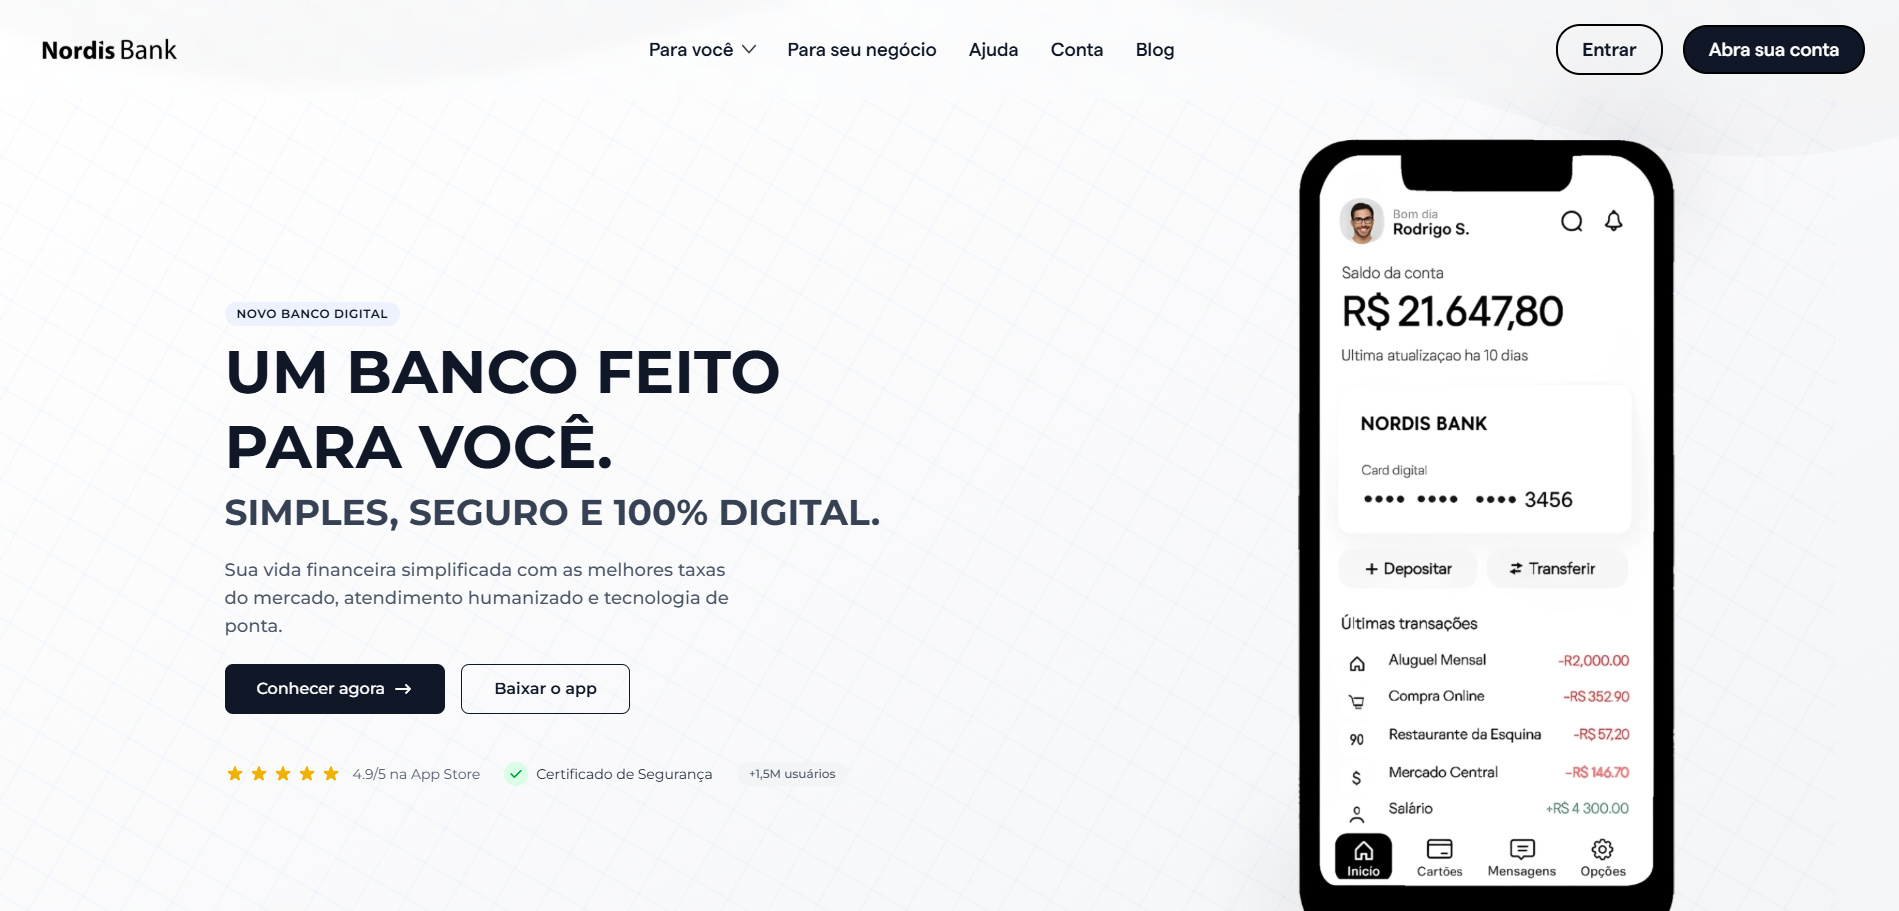 Nordis Bank
Para você
Para seu negócio
Ajuda
Conta
Blog
Entrar
Abra sua conta
NOVO BANCO DIGITAL
UM BANCO FEITO
PARA VOCÊ.
SIMPLES, SEGURO E 100% DIGITAL.
Sua vida financeira simplificada com as melhores taxas
do mercado, atendimento humanizado e tecnologia de
ponta.
Conhecer agora →
Baixar o app
4.9/5 na App Store
Certificado de Segurança
+1,5M usuários
Bom dia
Rodrigo S.
Saldo da conta
R$ 21.647,80
Ultima atualizaçao ha 10 dias
NORDIS BANK
Card digital
•••• •••• •••• 3456
+ Depositar
Transferir
Últimas transações
Aluguel Mensal -R2,000.00
Compra Online -R$ 352.90
90 Restaurante da Esquina -R$ 57,20
$ Mercado Central -R$ 146.70
Salário +R$ 4 300.00
Inicio
Cartões
Mensagens
Opções